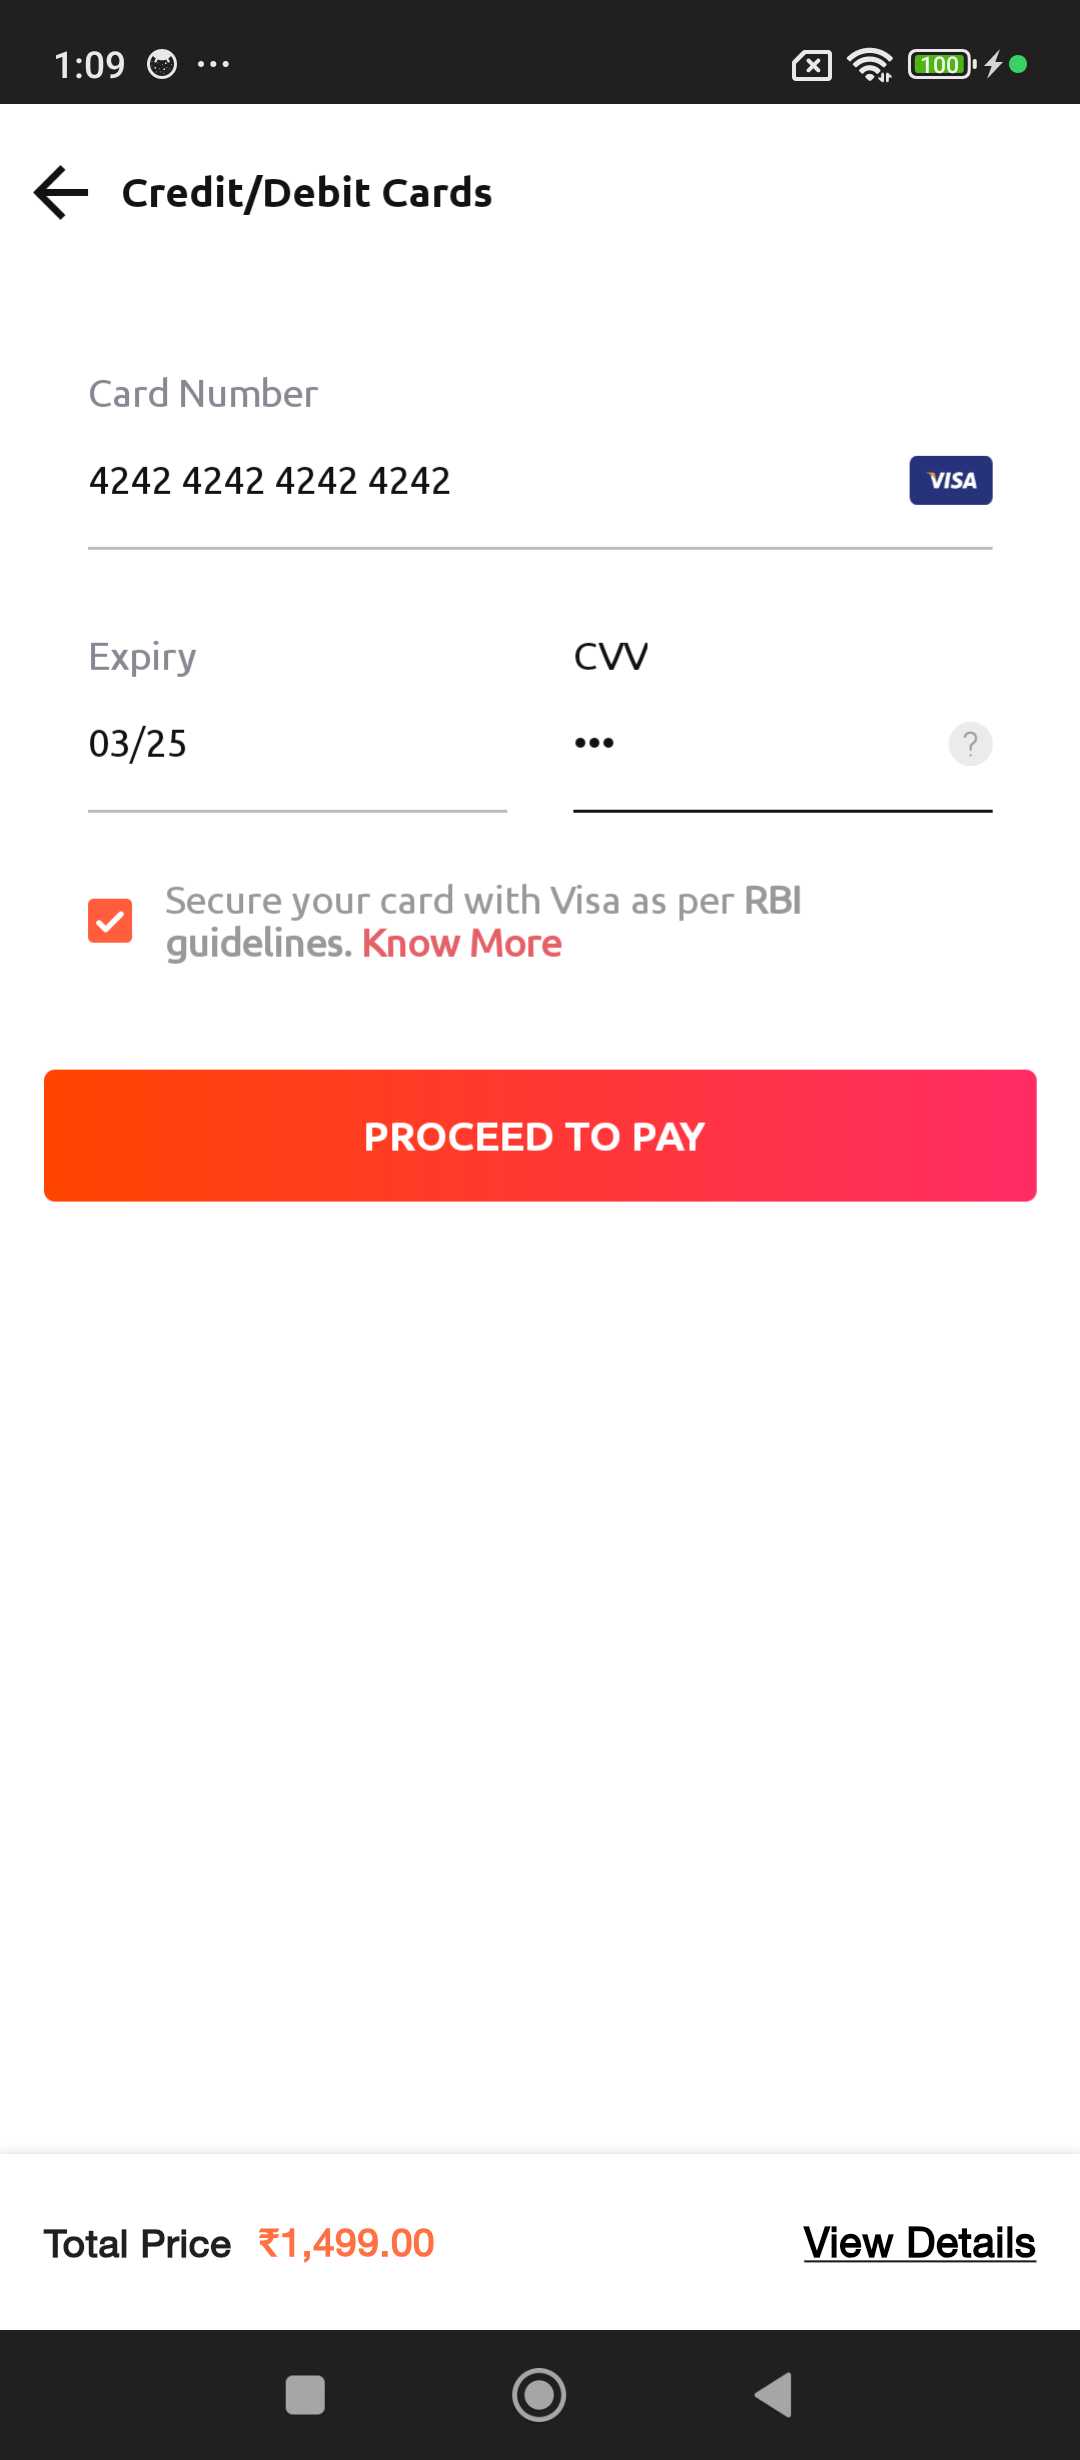 1:09
100
Credit/Debit Cards
Card Number
4242 4242 4242 4242
VISA
Expiry
CVV
03/25
•••
?
Secure your card with Visa as per RBI
guidelines. Know More
PROCEED TO PAY
Total Price ₹1,499.00
View Details